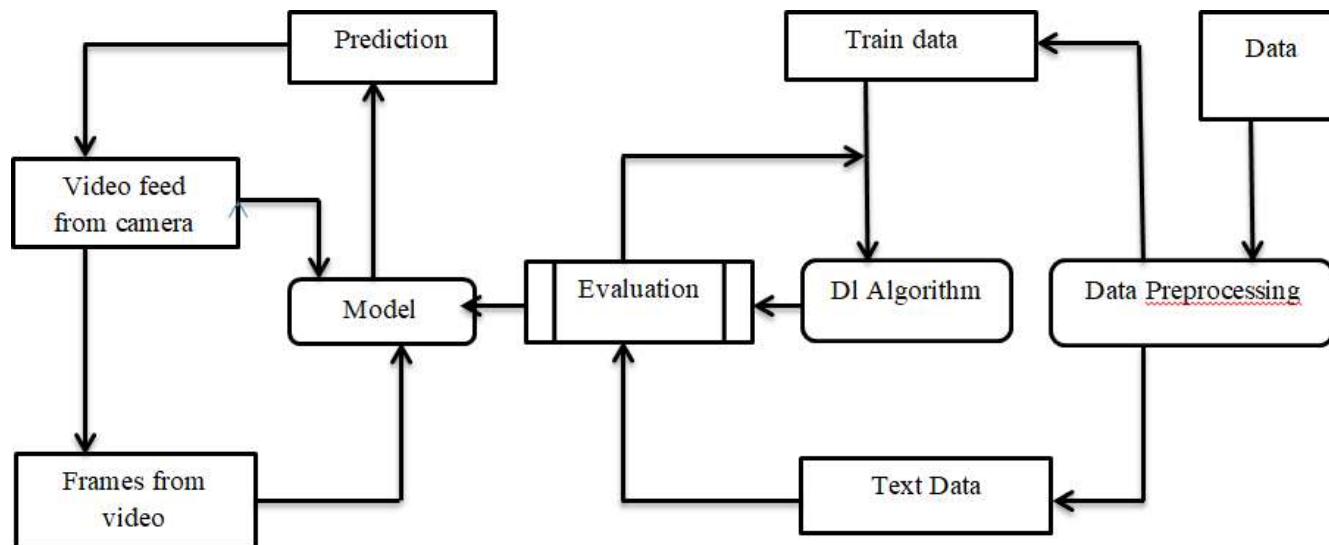 Prediction
Train data
Data
Video feed
from camera
Model
Evaluation
Dl Algorithm
Data Preprocessing
Frames from
video
Text Data